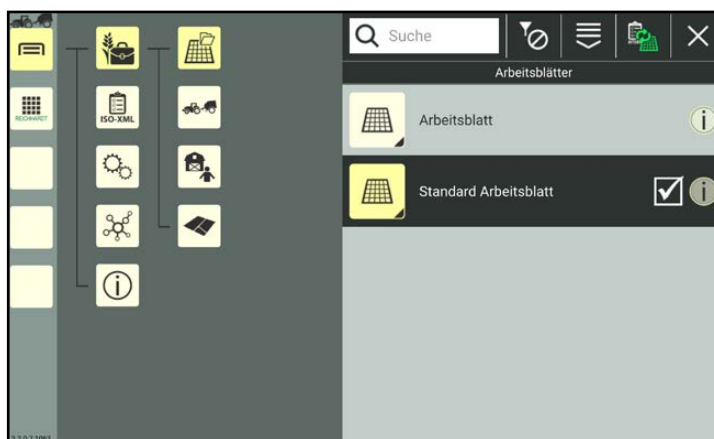 Suche
Arbeitsblätter
REICHHARDT
ISO-XML
Arbeitsblatt
Standard Arbeitsblatt